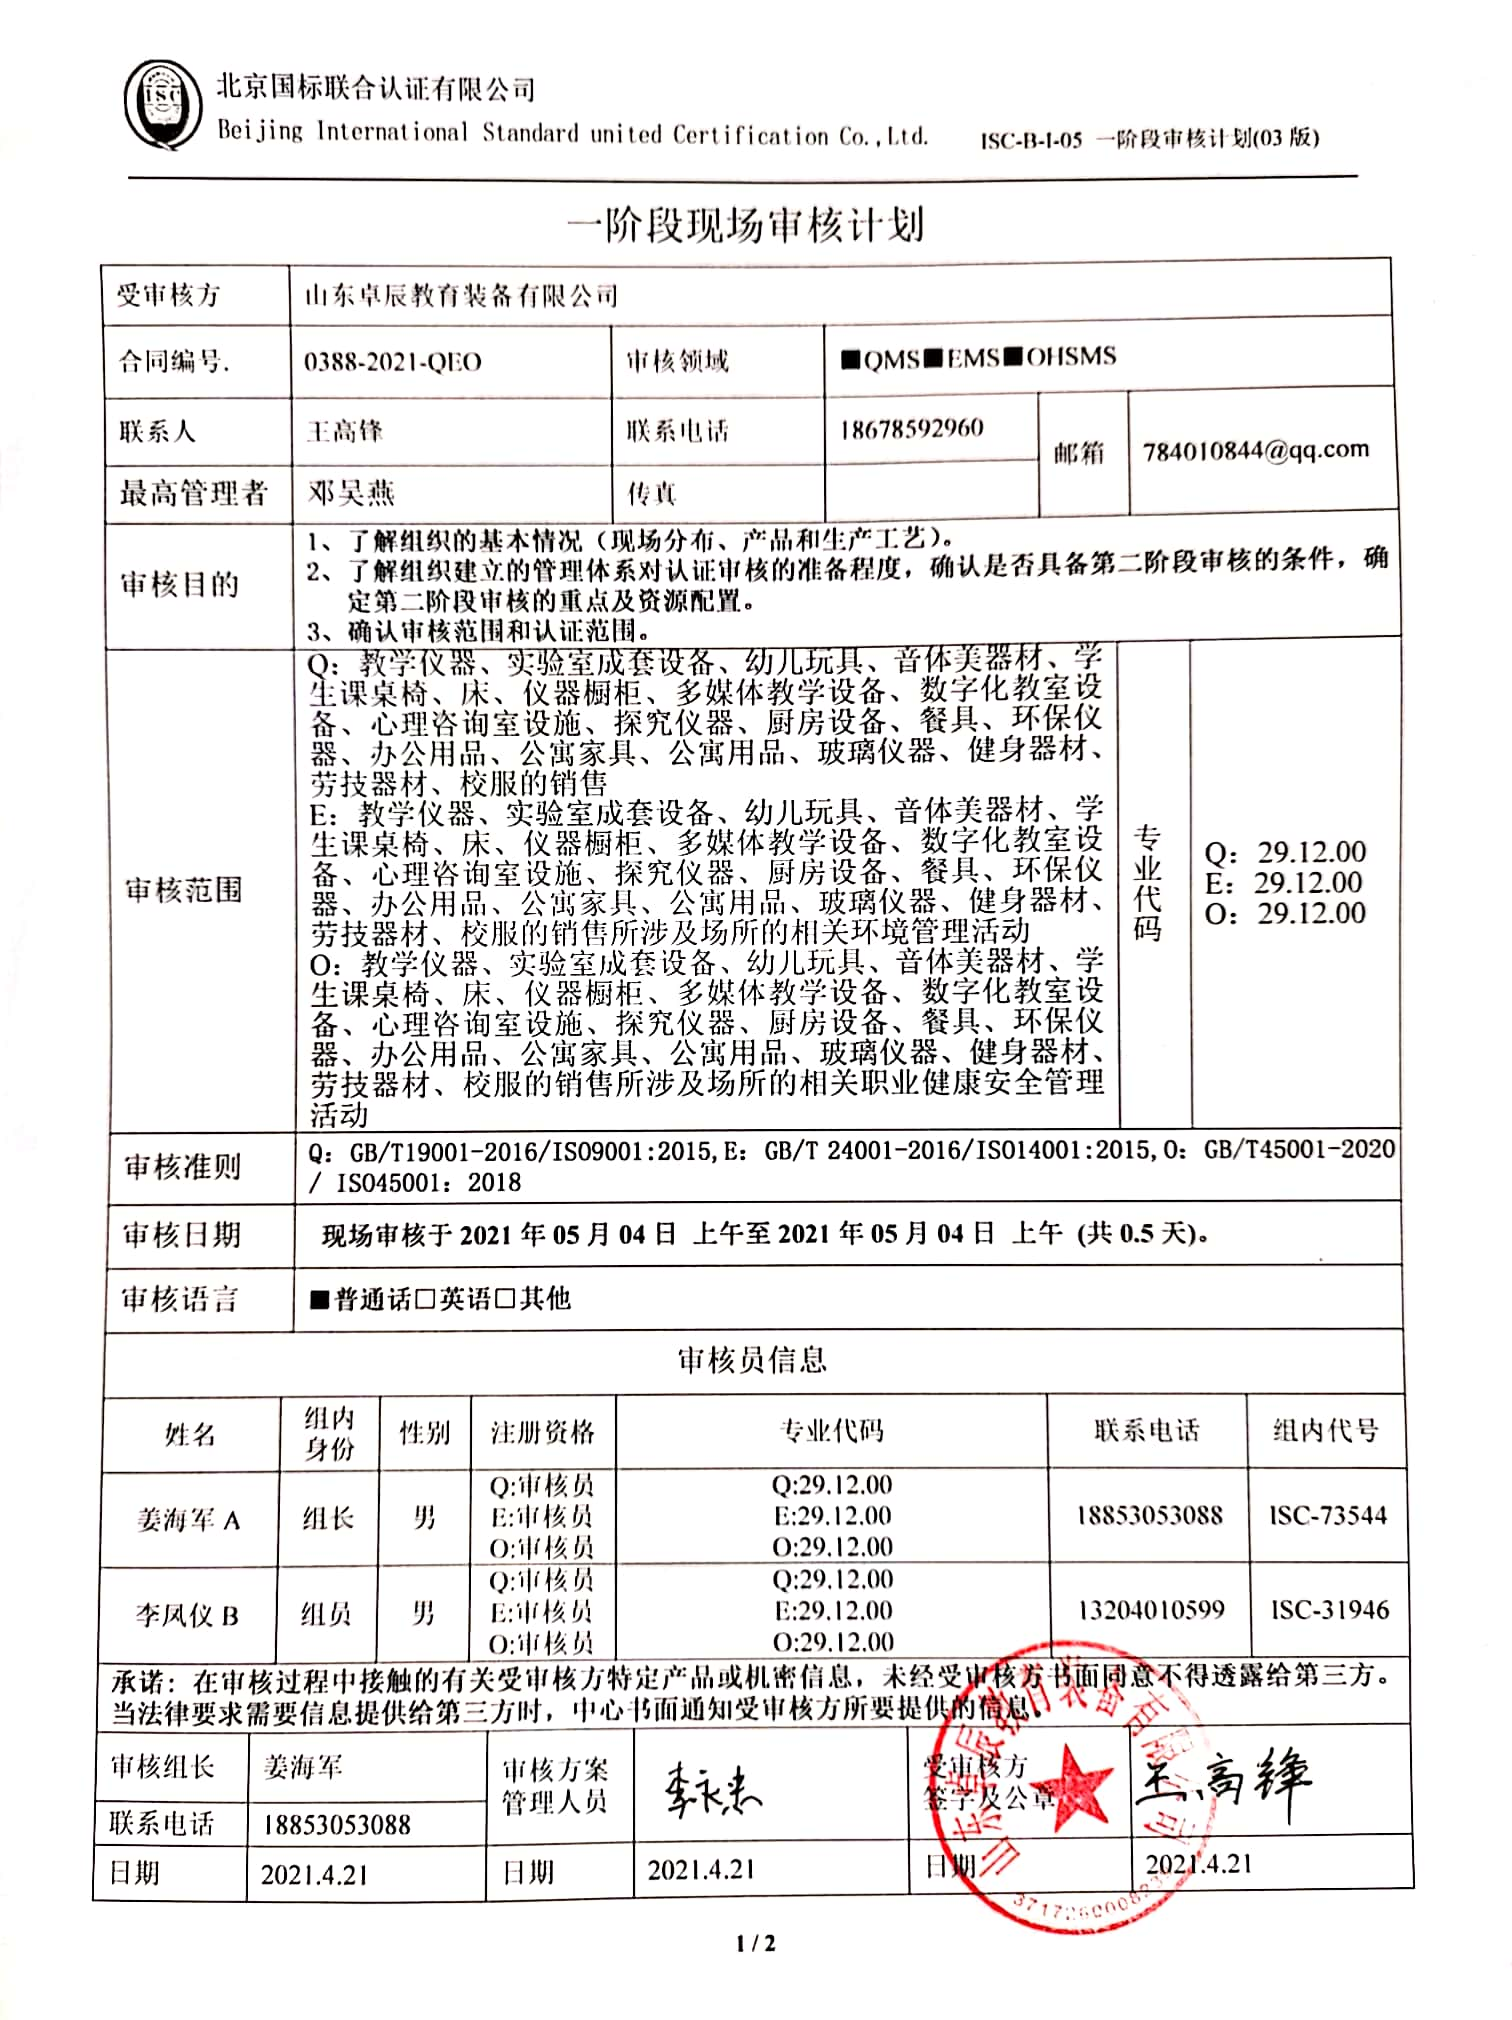 ISC
北京国标联合认证有限公司
Beijing International Standard united Certification Co.,Ltd.
ISC-B-I-05 一阶段审核计划(03 版)
一阶段现场审核计划
受审核方 山东卓辰教育装备有限公司
合同编号. 0388-2021-QEO 审核领域 ■QMS■EMS■OHSMS
联系人 王高锋 联系电话 18678592960 邮箱 784010844@qq.com
最高管理者 邓吴燕 传真
审核目的
1、了解组织的基本情况（现场分布、产品和生产工艺）。
2、了解组织建立的管理体系对认证审核的准备程度，确认是否具备第二阶段审核的条件，确
定第二阶段审核的重点及资源配置。
3、确认审核范围和认证范围。
审核范围
Q：教学仪器、实验室成套设备、幼儿玩具、音体美器材、学
生课桌椅、床、仪器橱柜、多媒体教学设备、数字化教室设
备、心理咨询室设施、探究仪器、厨房设备、餐具、环保仪
器、办公用品、公寓家具、公寓用品、玻璃仪器、健身器材、
劳技器材、校服的销售
E：教学仪器、实验室成套设备、幼儿玩具、音体美器材、学
生课桌椅、床、仪器橱柜、多媒体教学设备、数字化教室设
备、心理咨询室设施、探究仪器、厨房设备、餐具、环保仪
器、办公用品、公寓家具、公寓用品、玻璃仪器、健身器材、
劳技器材、校服的销售所涉及场所的相关环境管理活动
O：教学仪器、实验室成套设备、幼儿玩具、音体美器材、学
生课桌椅、床、仪器橱柜、多媒体教学设备、数字化教室设
备、心理咨询室设施、探究仪器、厨房设备、餐具、环保仪
器、办公用品、公寓家具、公寓用品、玻璃仪器、健身器材、
劳技器材、校服的销售所涉及场所的相关职业健康安全管理
活动
专业代码
Q：29.12.00
E：29.12.00
O：29.12.00
审核准则
Q：GB/T19001-2016/ISO9001:2015,E：GB/T 24001-2016/ISO14001:2015,O：GB/T45001-2020
/ ISO45001：2018
审核日期 现场审核于 2021 年 05 月 04 日 上午至 2021 年 05 月 04 日 上午 (共 0.5 天)。
审核语言 ■普通话□英语□其他
审核员信息
姓名 组内身份 性别 注册资格 专业代码 联系电话 组内代号
姜海军 A 组长 男 Q:审核员 E:审核员 O:审核员 Q:29.12.00 E:29.12.00 O:29.12.00 18853053088 ISC-73544
李凤仪 B 组员 男 Q:审核员 E:审核员 O:审核员 Q:29.12.00 E:29.12.00 O:29.12.00 13204010599 ISC-31946
承诺：在审核过程中接触的有关受审核方特定产品或机密信息，未经受审核方书面同意不得透露给第三方。
当法律要求需要信息提供给第三方时，中心书面通知受审核方所要提供的信息。
审核组长 姜海军 审核方案管理人员 李永忠 受审核方签字及公章 王高锋
联系电话 18853053088
日期 2021.4.21 日期 2021.4.21 日期 2021.4.21
1 / 2